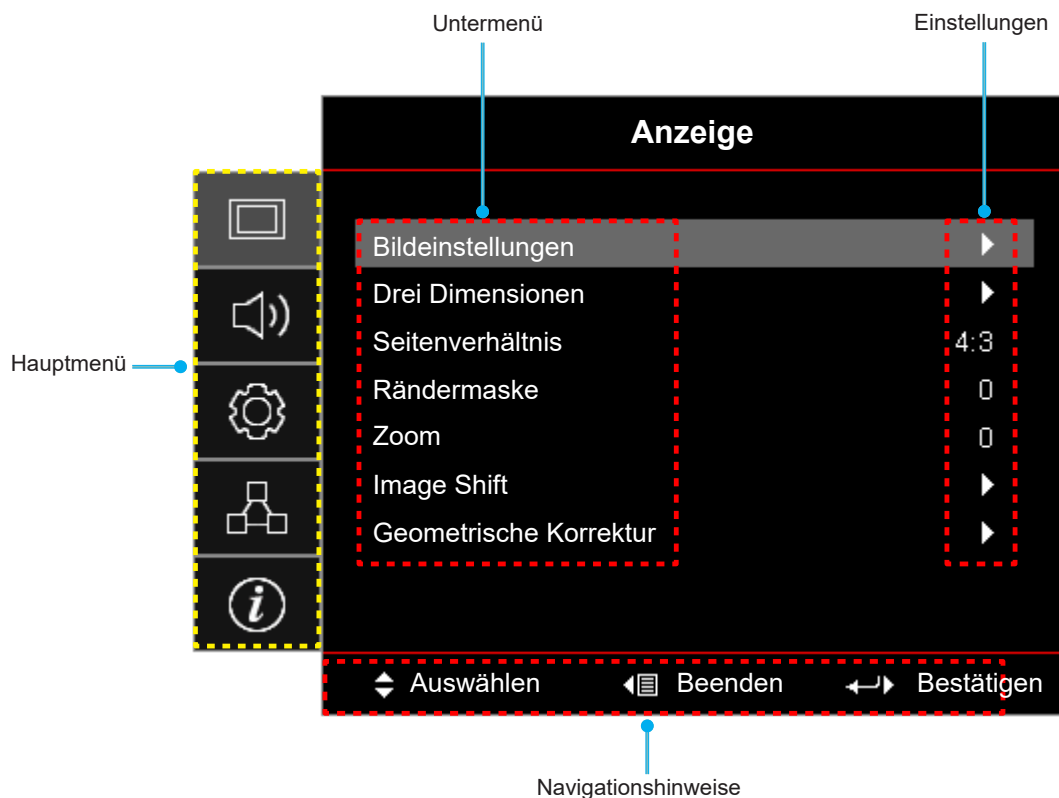 Untermenü
Einstellungen
Anzeige
Bildeinstellungen
Drei Dimensionen
Seitenverhältnis 4:3
Rändermaske 0
Zoom 0
Image Shift
Geometrische Korrektur
Hauptmenü
i
Auswählen Beenden Bestätigen
Navigationshinweise